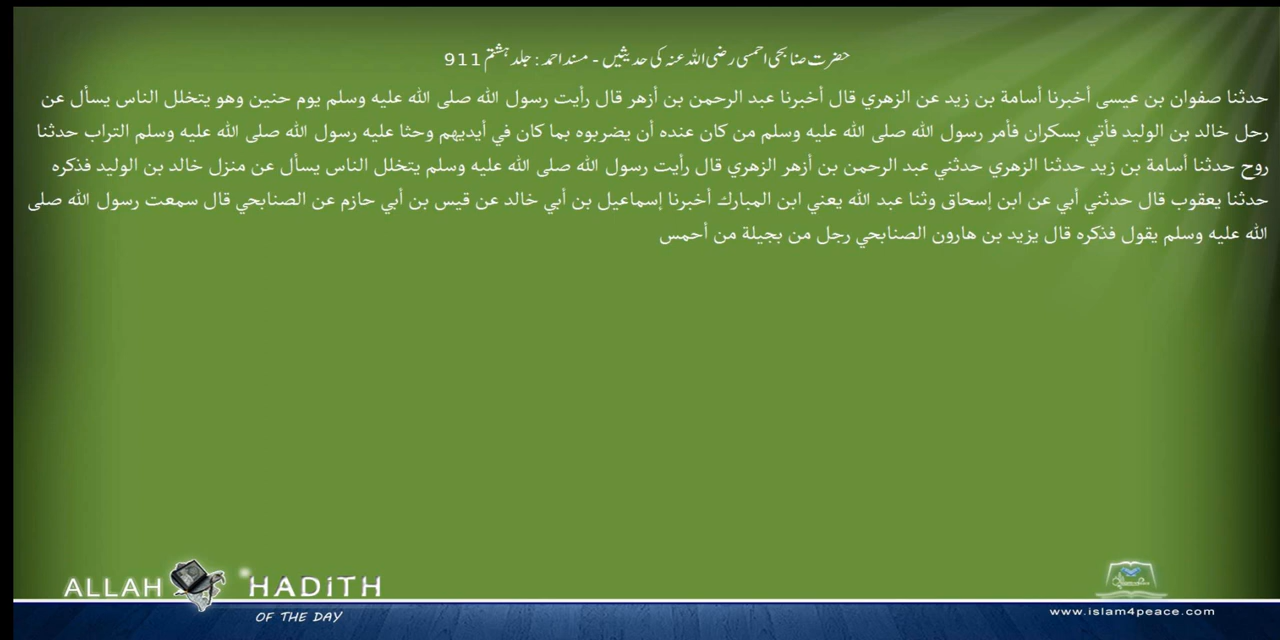 حضرت صنابحی احمسی رضی اللہ عنہ کی حدیثیں - مسند احمد : جلد ہشتم 911
حدثنا صفوان بن عيسى أخبرنا أسامة بن زيد عن الزهري قال أخبرنا عبد الرحمن بن أزهر قال رأيت رسول الله صلى الله عليه وسلم يوم حنين وهو يتخلل الناس يسأل عن
رحل خالد بن الوليد فأتي بسكران فأمر رسول الله صلى الله عليه وسلم من كان عنده أن يضربوه بما كان في أيديهم وحثا عليه رسول الله صلى الله عليه وسلم التراب حدثنا
روح حدثنا أسامة بن زيد حدثنا الزهري حدثني عبد الرحمن بن أزهر الزهري قال رأيت رسول الله صلى الله عليه وسلم يتخلل الناس يسأل عن منزل خالد بن الوليد فذكره
حدثنا يعقوب قال حدثني أبي عن ابن إسحاق وثنا عبد الله يعني ابن المبارك أخبرنا إسماعيل بن أبي خالد عن قيس بن أبي حازم عن الصنابحي قال سمعت رسول الله صلى
الله عليه وسلم يقول فذكره قال يزيد بن هارون الصنابحي رجل من بجيلة من أحمس
ALLAH HADITH
OF THE DAY
www.islam4peace.com